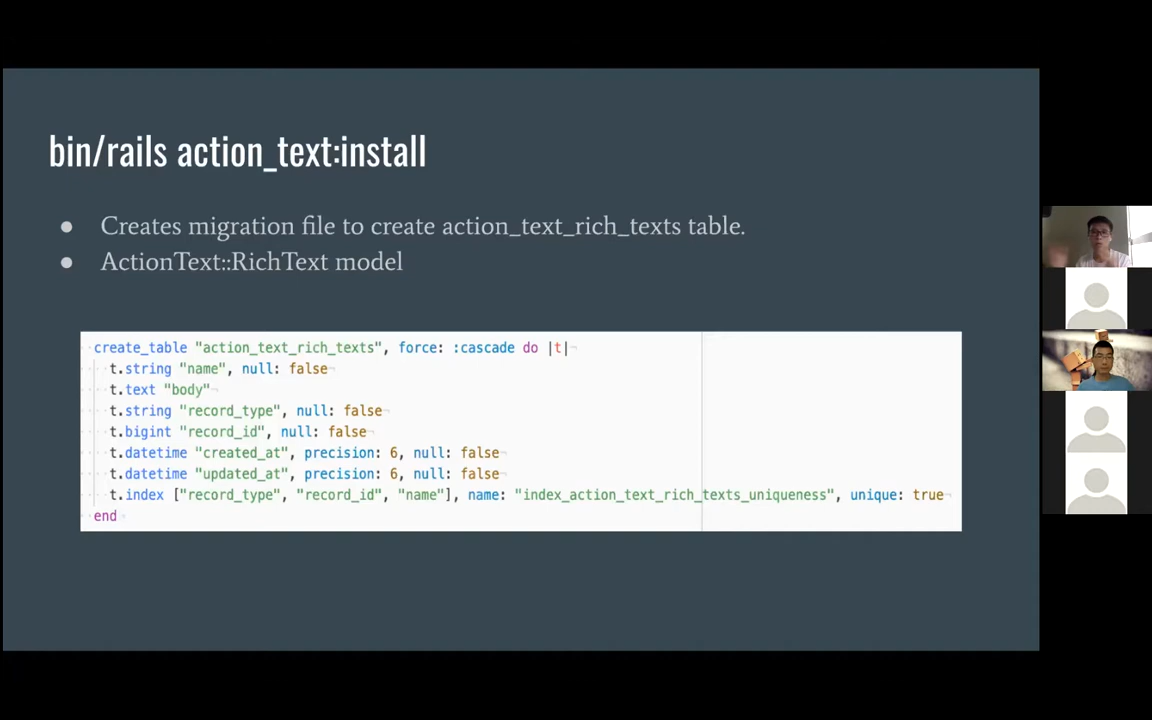 bin/rails action_text:install
● Creates migration file to create action_text_rich_texts table.
● ActionText::RichText model
create_table "action_text_rich_texts", force: :cascade do |t|
t.string "name", null: false
t.text "body"
t.string "record_type", null: false
t.bigint "record_id", null: false
t.datetime "created_at", precision: 6, null: false
t.datetime "updated_at", precision: 6, null: false
t.index ["record_type", "record_id", "name"], name: "index_action_text_rich_texts_uniqueness", unique: true
end